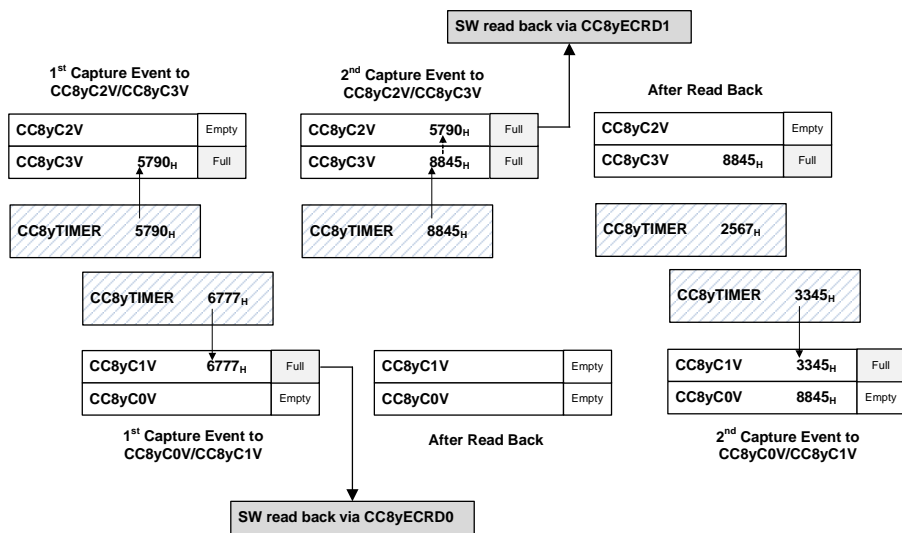 SW read back via CC8yECRD1
1st Capture Event to
CC8yC2V/CC8yC3V
2nd Capture Event to
CC8yC2V/CC8yC3V
After Read Back
CC8yC2V Empty
CC8yC3V 5790H Full
CC8yC2V 5790H Full
CC8yC3V 8845H Full
CC8yC2V Empty
CC8yC3V 8845H Full
CC8yTIMER 5790H
CC8yTIMER 8845H
CC8yTIMER 2567H
CC8yTIMER 6777H
CC8yTIMER 3345H
CC8yC1V 6777H Full
CC8yC0V Empty
CC8yC1V Empty
CC8yC0V Empty
CC8yC1V 3345H Full
CC8yC0V 8845H Empty
1st Capture Event to
CC8yC0V/CC8yC1V
After Read Back
2nd Capture Event to
CC8yC0V/CC8yC1V
SW read back via CC8yECRD0